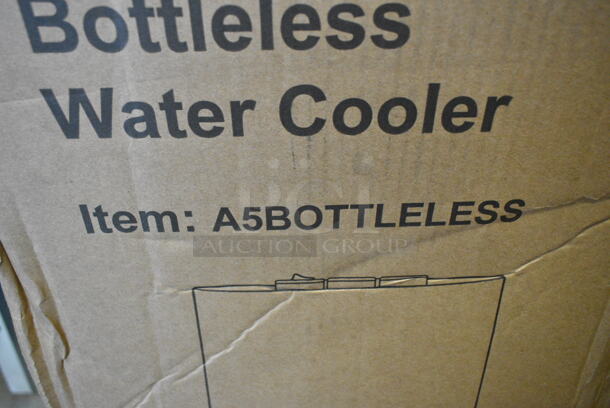 Bottleless
Water Cooler
Item: A5BOTTLELESS
AUCTION GROUP